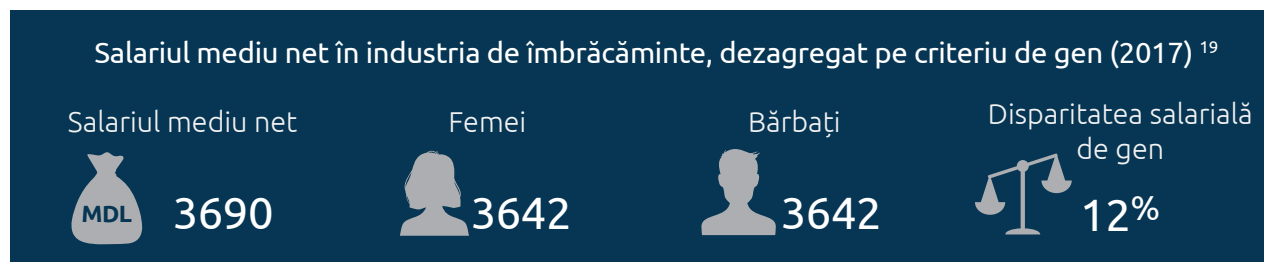 Salariul mediu net în industria de îmbrăcăminte, dezagregat pe criteriu de gen (2017) 19
Salariul mediu net
MDL
3690
Femei
3642
Bărbați
3642
Disparitatea salarială
de gen
12%